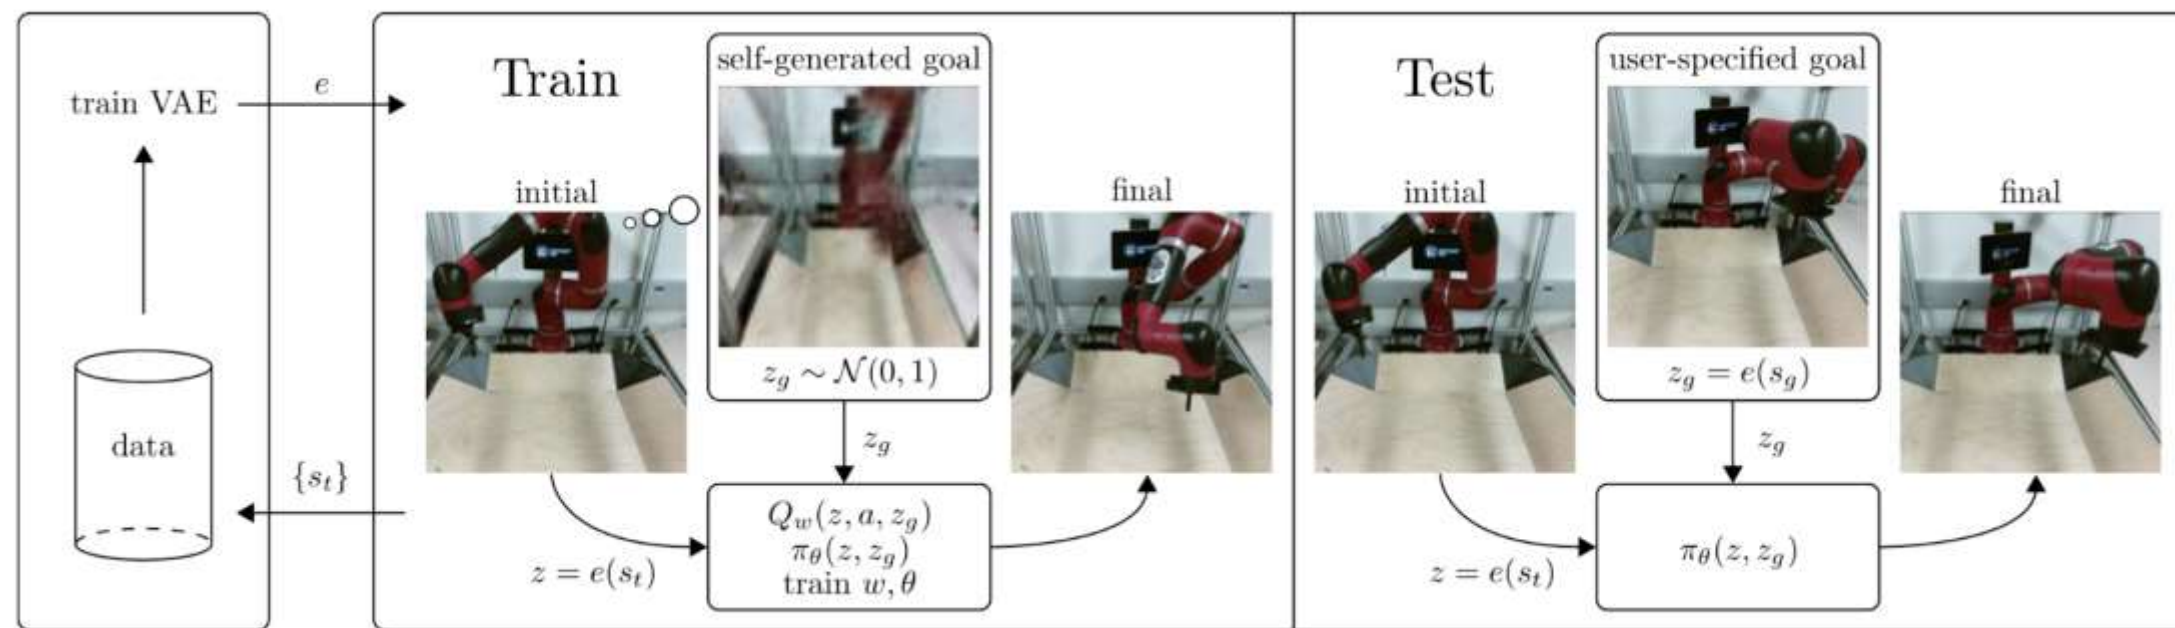 train VAE
e
data
{s_t}
Train
initial
self-generated goal
z_g ∼ 𝒩(0, 1)
z_g
final
z = e(s_t)
Q_w(z, a, z_g)
π_θ(z, z_g)
train w, θ
Test
initial
user-specified goal
z_g = e(s_g)
z_g
final
z = e(s_t)
π_θ(z, z_g)